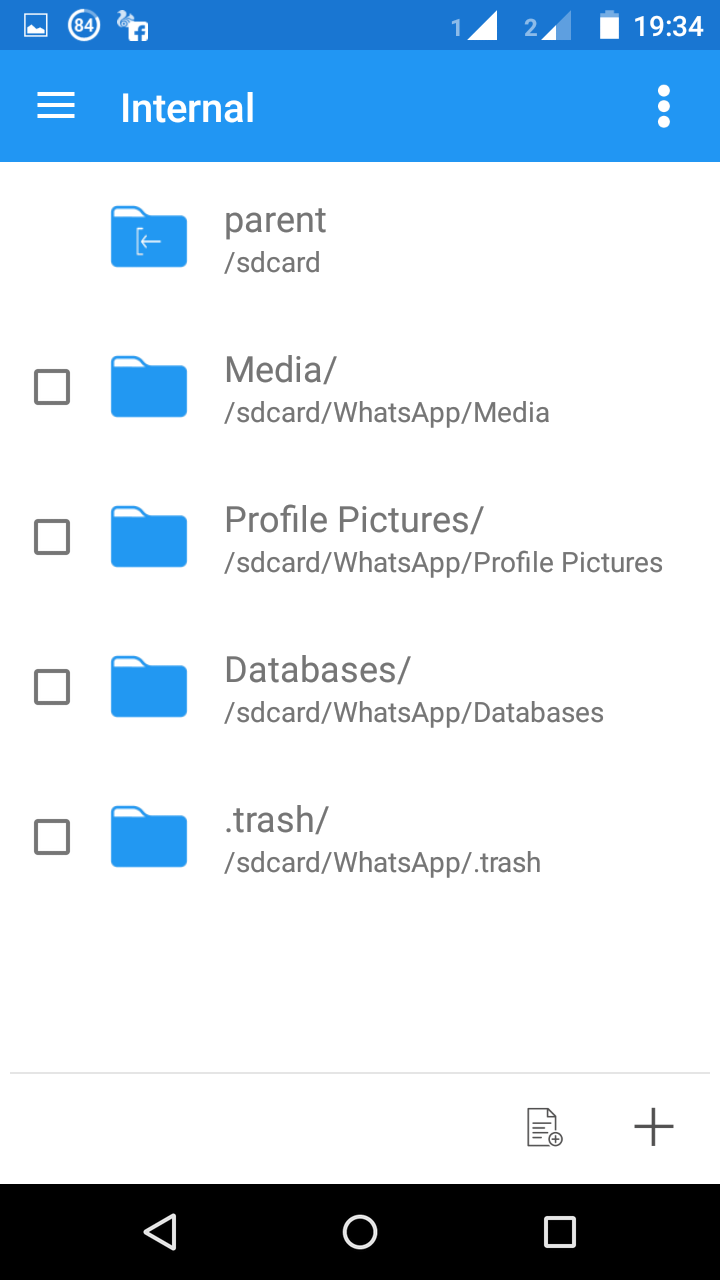 84
1
2
19:34
Internal
parent
/sdcard
Media/
/sdcard/WhatsApp/Media
Profile Pictures/
/sdcard/WhatsApp/Profile Pictures
Databases/
/sdcard/WhatsApp/Databases
.trash/
/sdcard/WhatsApp/.trash